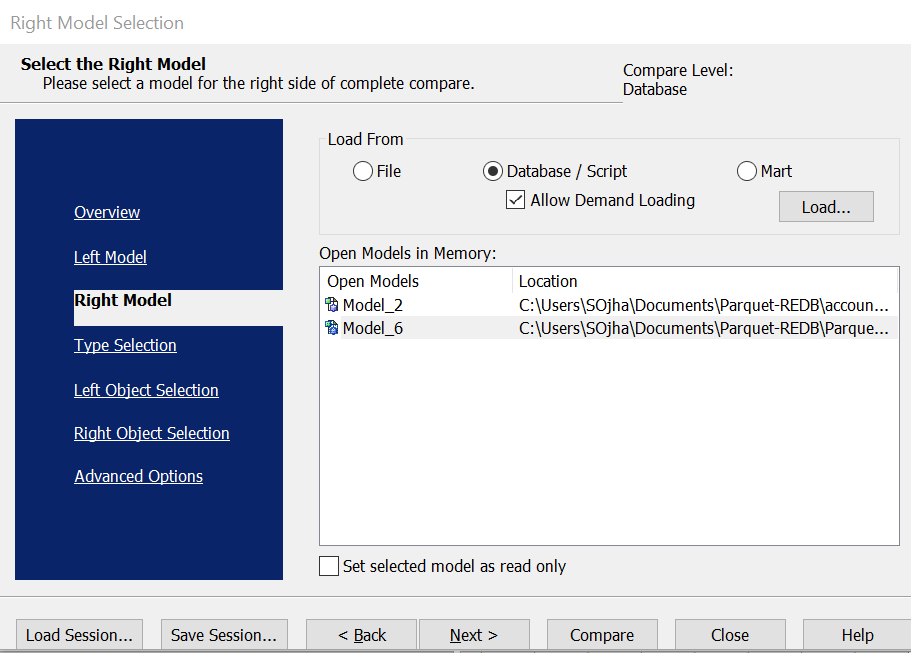 Right Model Selection
Select the Right Model
Please select a model for the right side of complete compare.
Compare Level:
Database
Overview
Left Model
Right Model
Type Selection
Left Object Selection
Right Object Selection
Advanced Options
Load From
File
Database / Script
Mart
Allow Demand Loading
Load...
Open Models in Memory:
Open Models Location
Model_2 C:\Users\SOjha\Documents\Parquet-REDB\accoun...
Model_6 C:\Users\SOjha\Documents\Parquet-REDB\Parque...
Set selected model as read only
Load Session... Save Session... < Back Next > Compare Close Help